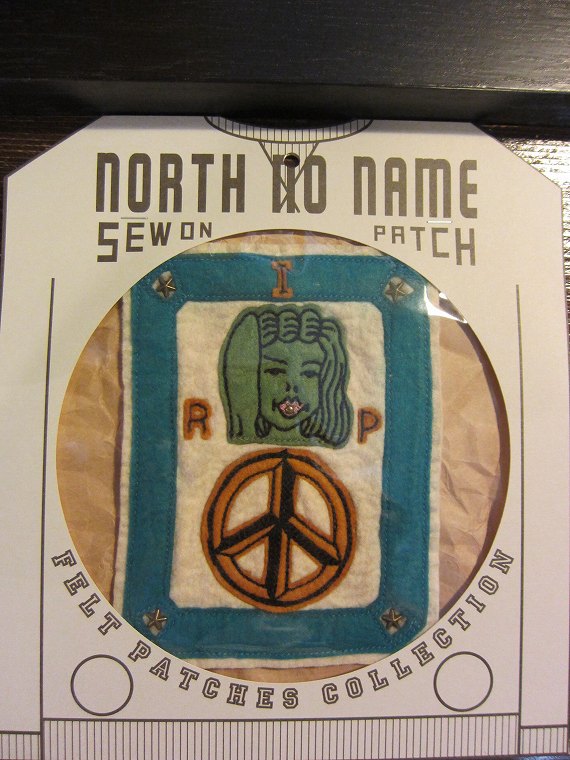 NORTH NO NAME
SEW ON PATCH
I
R P
FELT PATCHES COLLECTION